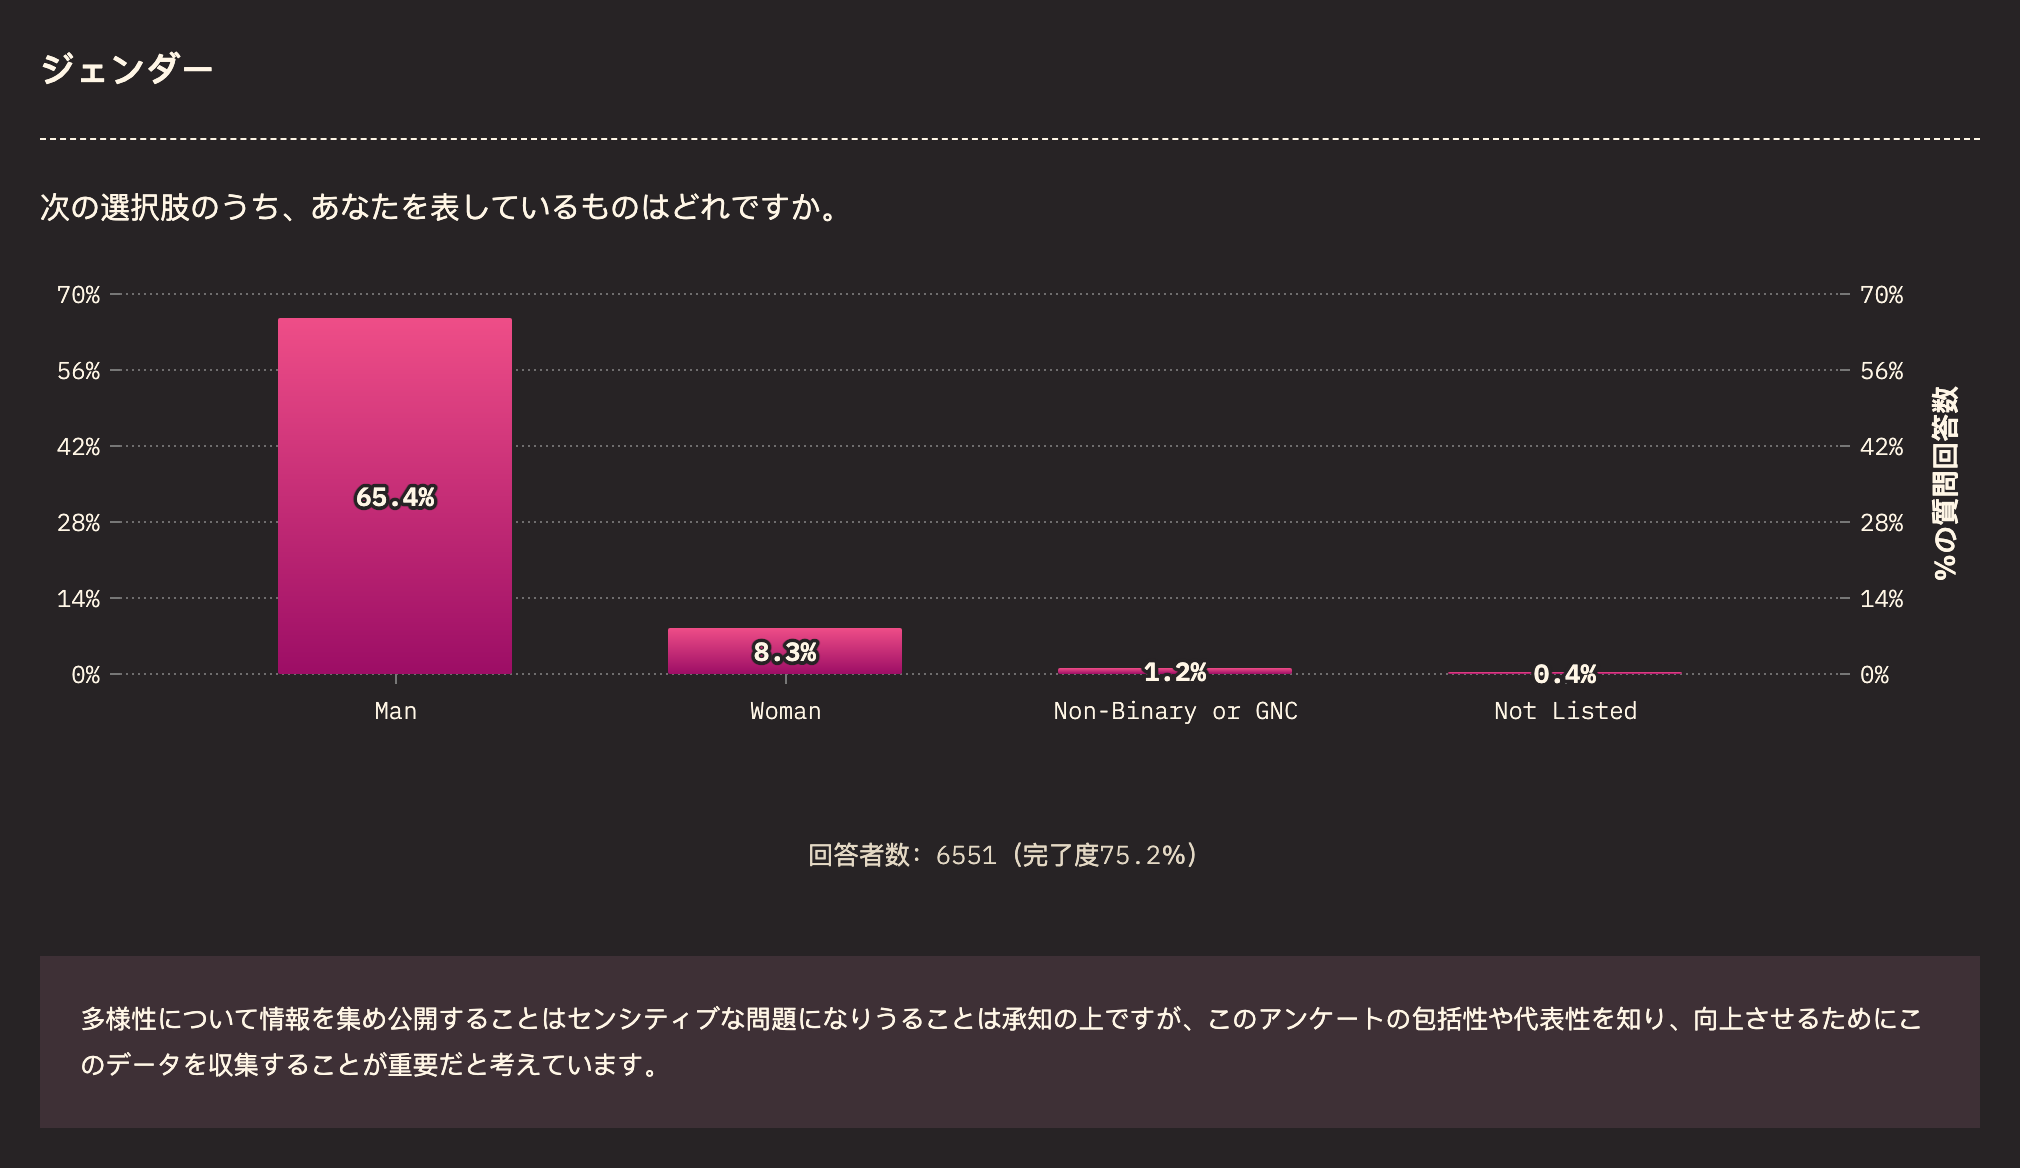 ジェンダー
次の選択肢のうち、あなたを表しているものはどれですか。
70%
56%
42%
28%
14%
0%
65.4%
8.3%
1.2%
0.4%
Man
Woman
Non-Binary or GNC
Not Listed
70%
56%
42%
28%
14%
0%
%の質問回答数
回答者数: 6551 (完了度75.2%)
多様性について情報を集め公開することはセンシティブな問題になりうることは承知の上ですが、このアンケートの包括性や代表性を知り、向上させるためにこ
のデータを収集することが重要だと考えています。